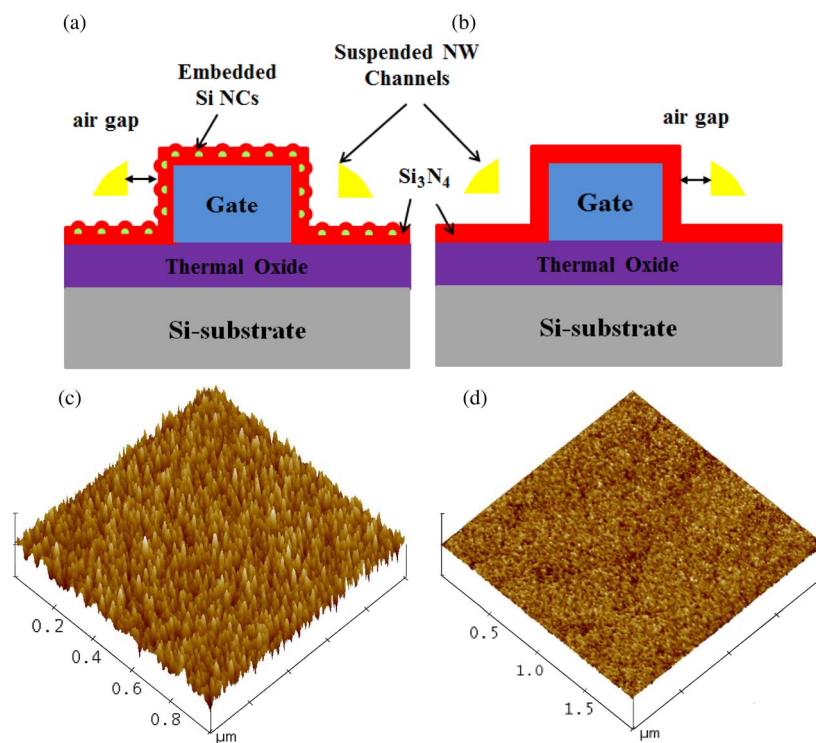 (a)
(b)
Embedded
Si NCs
Suspended NW
Channels
air gap
air gap
Si₃N₄
Gate
Gate
Thermal Oxide
Thermal Oxide
Si-substrate
Si-substrate
(c)
(d)
0.2
0.4
0.6
0.8
µm
0.5
1.0
1.5
µm